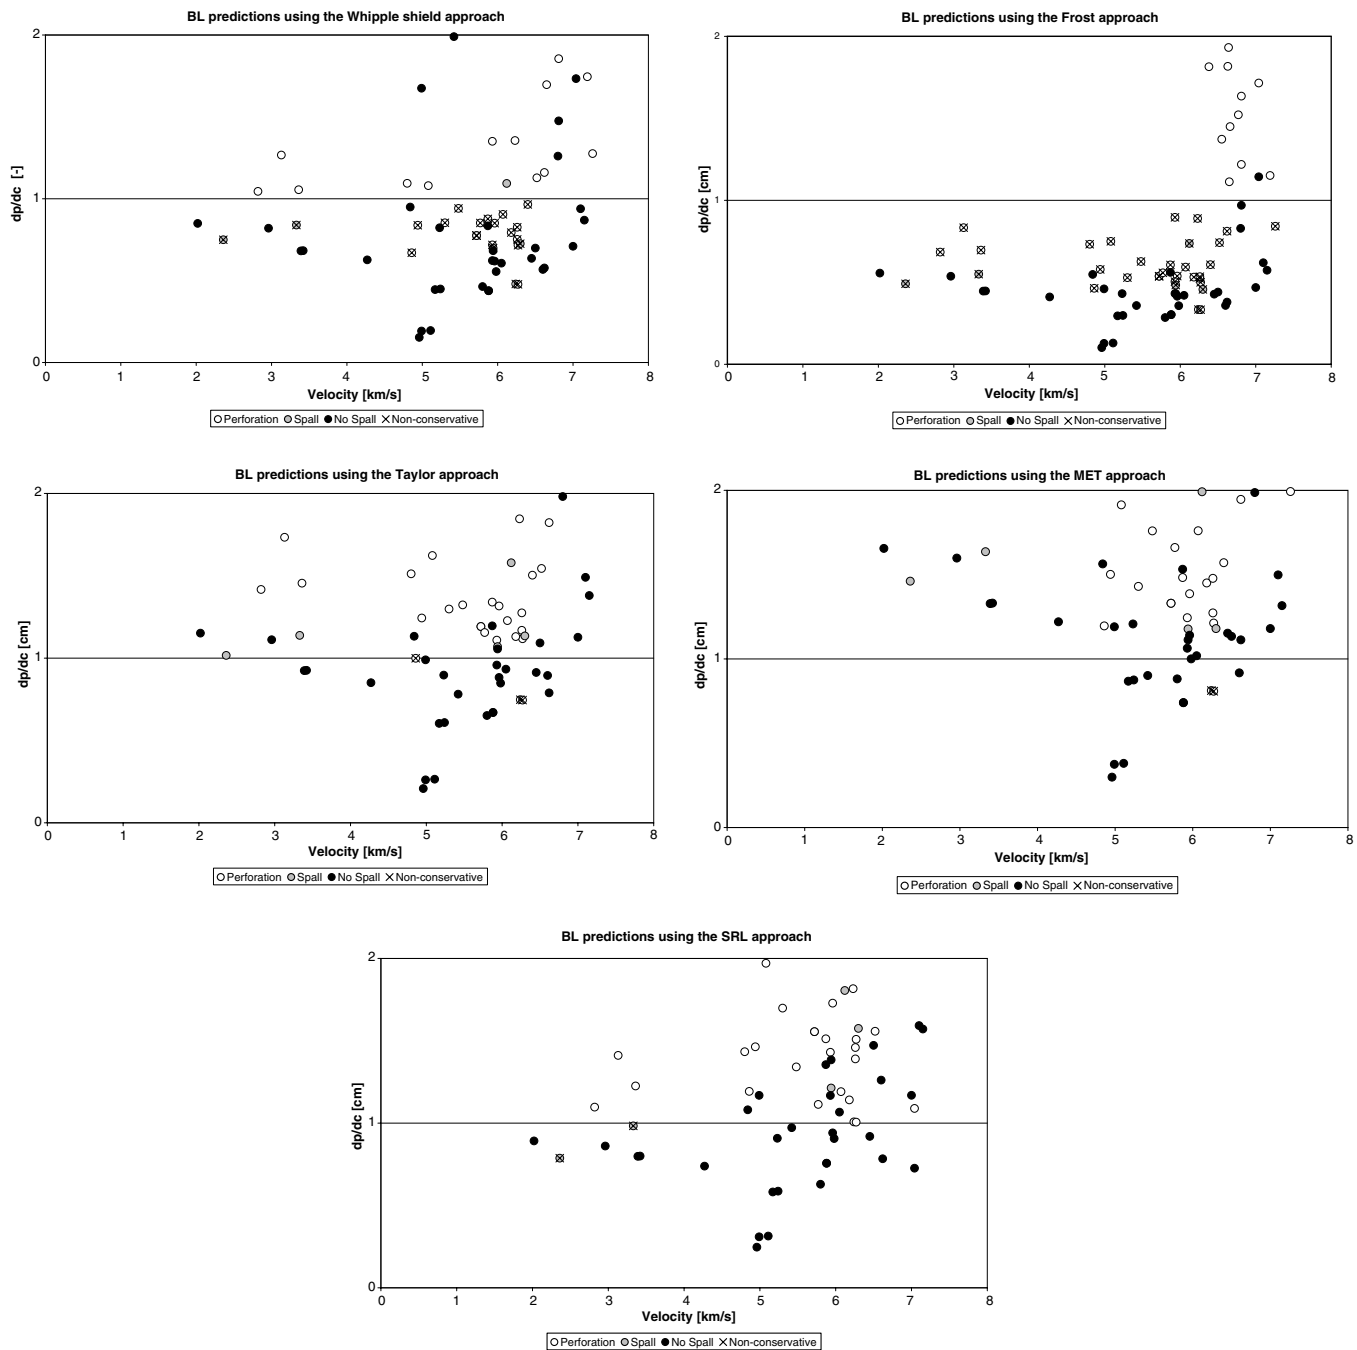 BL predictions using the Whipple shield approach
2
dp/dc [-]
1
0
0 1 2 3 4 5 6 7 8
Velocity [km/s]
Perforation Spall No Spall Non-conservative
BL predictions using the Frost approach
2
dp/dc [cm]
1
0
0 1 2 3 4 5 6 7 8
Velocity [km/s]
Perforation Spall No Spall Non-conservative
BL predictions using the Taylor approach
2
dp/dc [cm]
1
0
0 1 2 3 4 5 6 7 8
Velocity [km/s]
Perforation Spall No Spall Non-conservative
BL predictions using the MET approach
2
dp/dc [cm]
1
0
0 1 2 3 4 5 6 7 8
Velocity [km/s]
Perforation Spall No Spall Non-conservative
BL predictions using the SRL approach
2
dp/dc [cm]
1
0
0 1 2 3 4 5 6 7 8
Velocity [km/s]
Perforation Spall No Spall Non-conservative